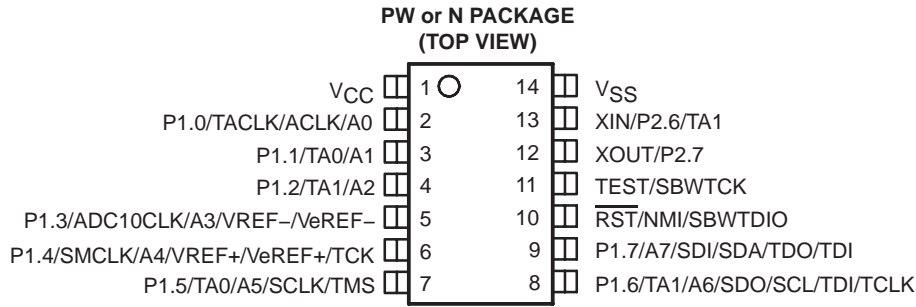 PW or N PACKAGE
(TOP VIEW)
VCC 1 14 VSS
P1.0/TACLK/ACLK/A0 2 13 XIN/P2.6/TA1
P1.1/TA0/A1 3 12 XOUT/P2.7
P1.2/TA1/A2 4 11 TEST/SBWTCK
P1.3/ADC10CLK/A3/VREF−/VeREF− 5 10 RST/NMI/SBWTDIO
P1.4/SMCLK/A4/VREF+/VeREF+/TCK 6 9 P1.7/A7/SDI/SDA/TDO/TDI
P1.5/TA0/A5/SCLK/TMS 7 8 P1.6/TA1/A6/SDO/SCL/TDI/TCLK